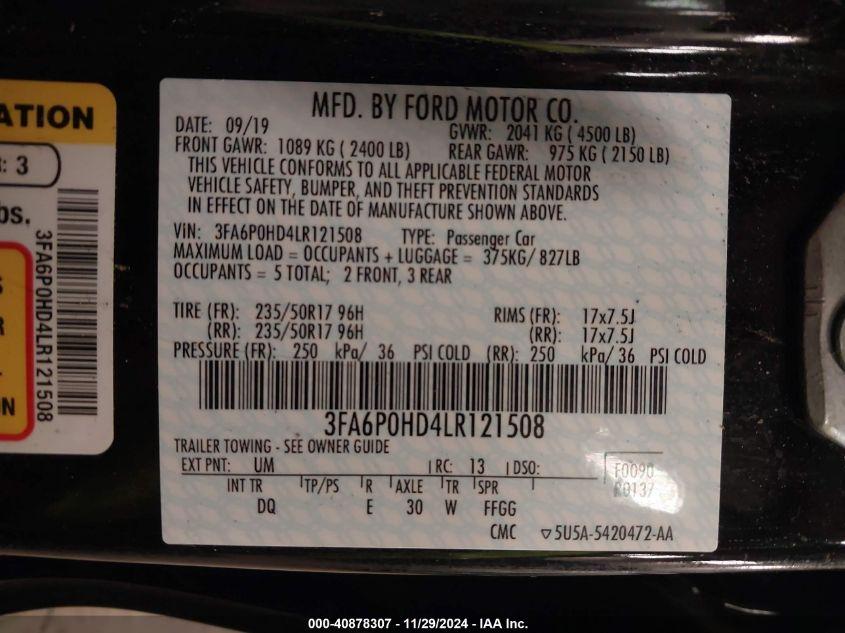 ATION
R: 3
bs.
S
R
.
N
3FA6P0HD4LR121508
MFD. BY FORD MOTOR CO.
DATE: 09/19 GVWR: 2041 KG ( 4500 LB)
FRONT GAWR: 1089 KG ( 2400 LB) REAR GAWR: 975 KG ( 2150 LB)
THIS VEHICLE CONFORMS TO ALL APPLICABLE FEDERAL MOTOR
VEHICLE SAFETY, BUMPER, AND THEFT PREVENTION STANDARDS
IN EFFECT ON THE DATE OF MANUFACTURE SHOWN ABOVE.
VIN: 3FA6P0HD4LR121508 TYPE: Passenger Car
MAXIMUM LOAD = OCCUPANTS + LUGGAGE = 375KG/ 827LB
OCCUPANTS = 5 TOTAL; 2 FRONT, 3 REAR
TIRE (FR): 235/50R17 96H RIMS (FR): 17x7.5J
(RR): 235/50R17 96H (RR): 17x7.5J
PRESSURE (FR): 250 kPa/ 36 PSI COLD (RR): 250 kPa/ 36 PSI COLD
3FA6P0HD4LR121508
TRAILER TOWING - SEE OWNER GUIDE
EXT PNT: UM RC: 13 DSO: F0090
R0137
INT TR TP/PS R AXLE TR SPR
DQ E 30 W FFGG
CMC ▽5U5A-5420472-AA
000-40878307 - 11/29/2024 - IAA Inc.